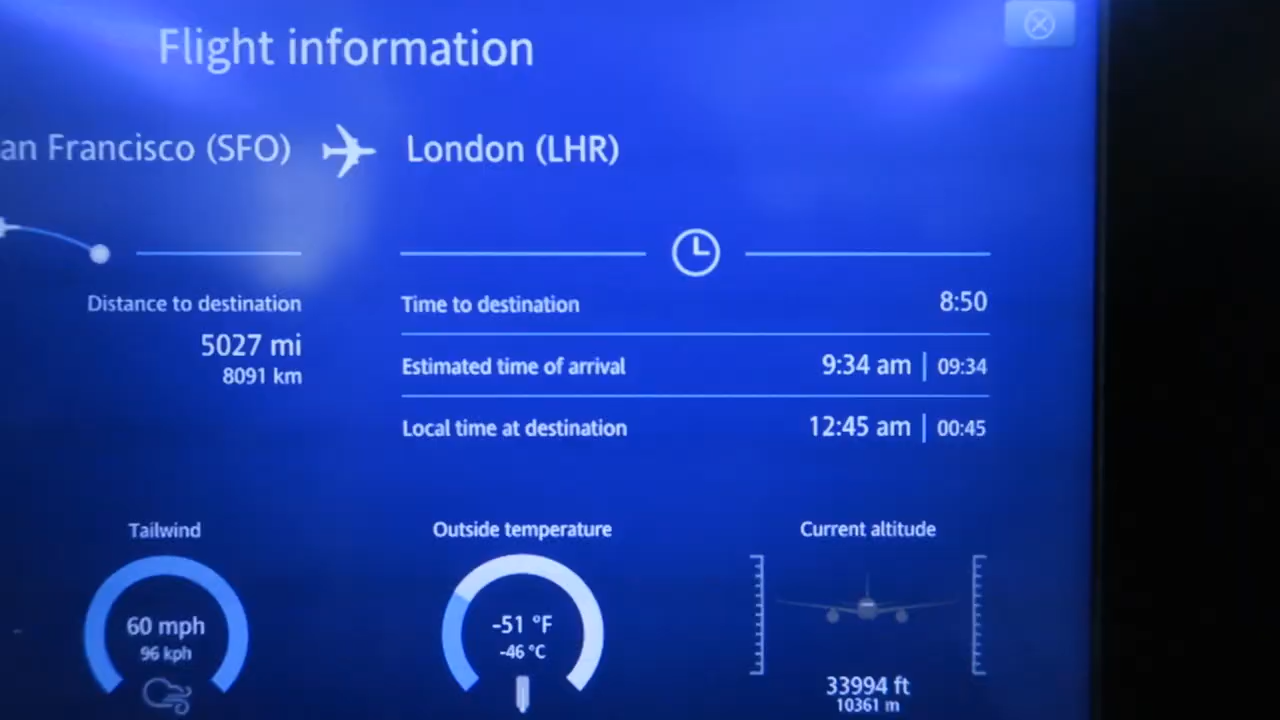 Flight information
an Francisco (SFO) London (LHR)
Distance to destination
5027 mi
8091 km
Time to destination 8:50
Estimated time of arrival 9:34 am | 09:34
Local time at destination 12:45 am | 00:45
Tailwind
60 mph
96 kph
Outside temperature
-51 °F
-46 °C
Current altitude
33994 ft
10361 m